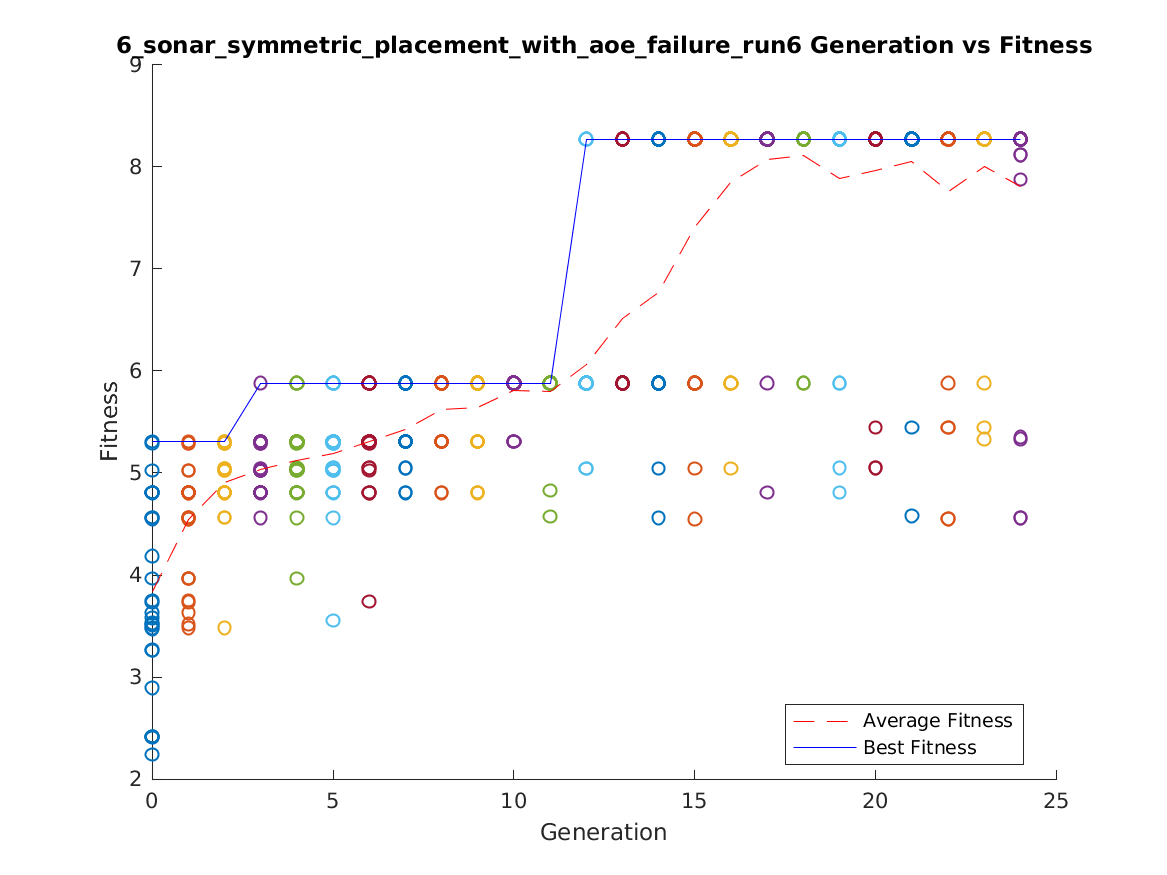 6_sonar_symmetric_placement_with_aoe_failure_run6 Generation vs Fitness
9
8
7
6
5
4
3
2
Fitness
0 5 10 15 20 25
Generation
Average Fitness
Best Fitness